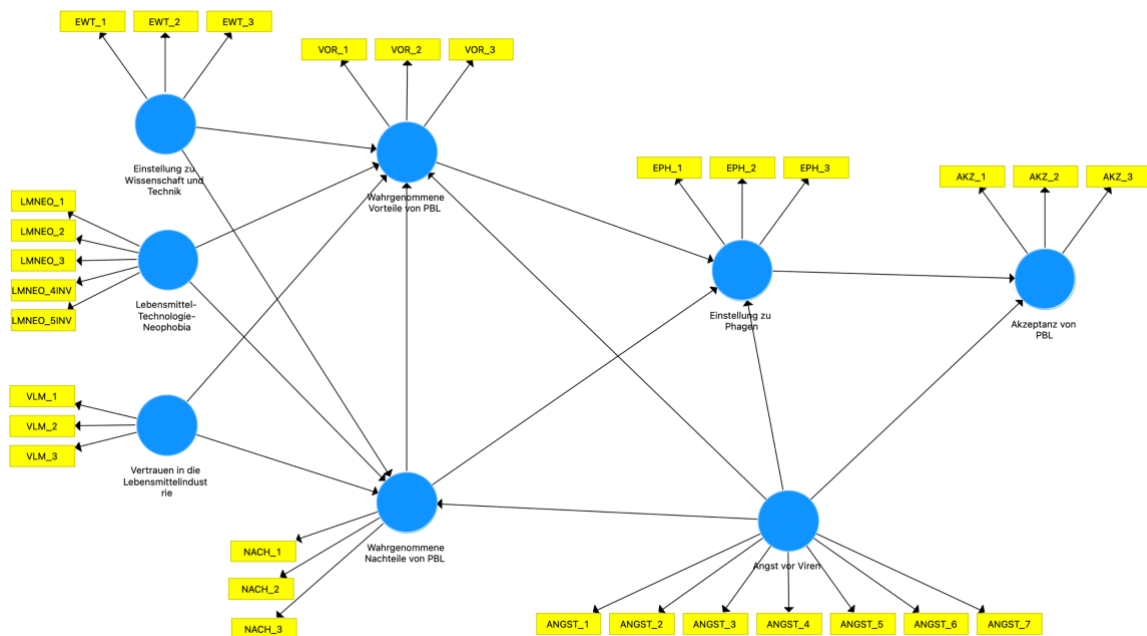 EWT_1
EWT_2
EWT_3
VOR_1
VOR_2
VOR_3
Einstellung zu
Wissenschaft und
Technik
Wahrgenommene
Vorteile von PBL
EPH_1
EPH_2
EPH_3
AKZ_1
AKZ_2
AKZ_3
LMNEO_1
LMNEO_2
LMNEO_3
LMNEO_4INV
LMNEO_5INV
Lebensmittel-
Technologie-
Neophobia
Einstellung zu
Phagen
Akzeptanz von
PBL
VLM_1
VLM_2
VLM_3
Vertrauen in die
Lebensmittelindust
rie
Wahrgenommene
Nachteile von PBL
NACH_1
NACH_2
NACH_3
Angst vor Viren
ANGST_1
ANGST_2
ANGST_3
ANGST_4
ANGST_5
ANGST_6
ANGST_7